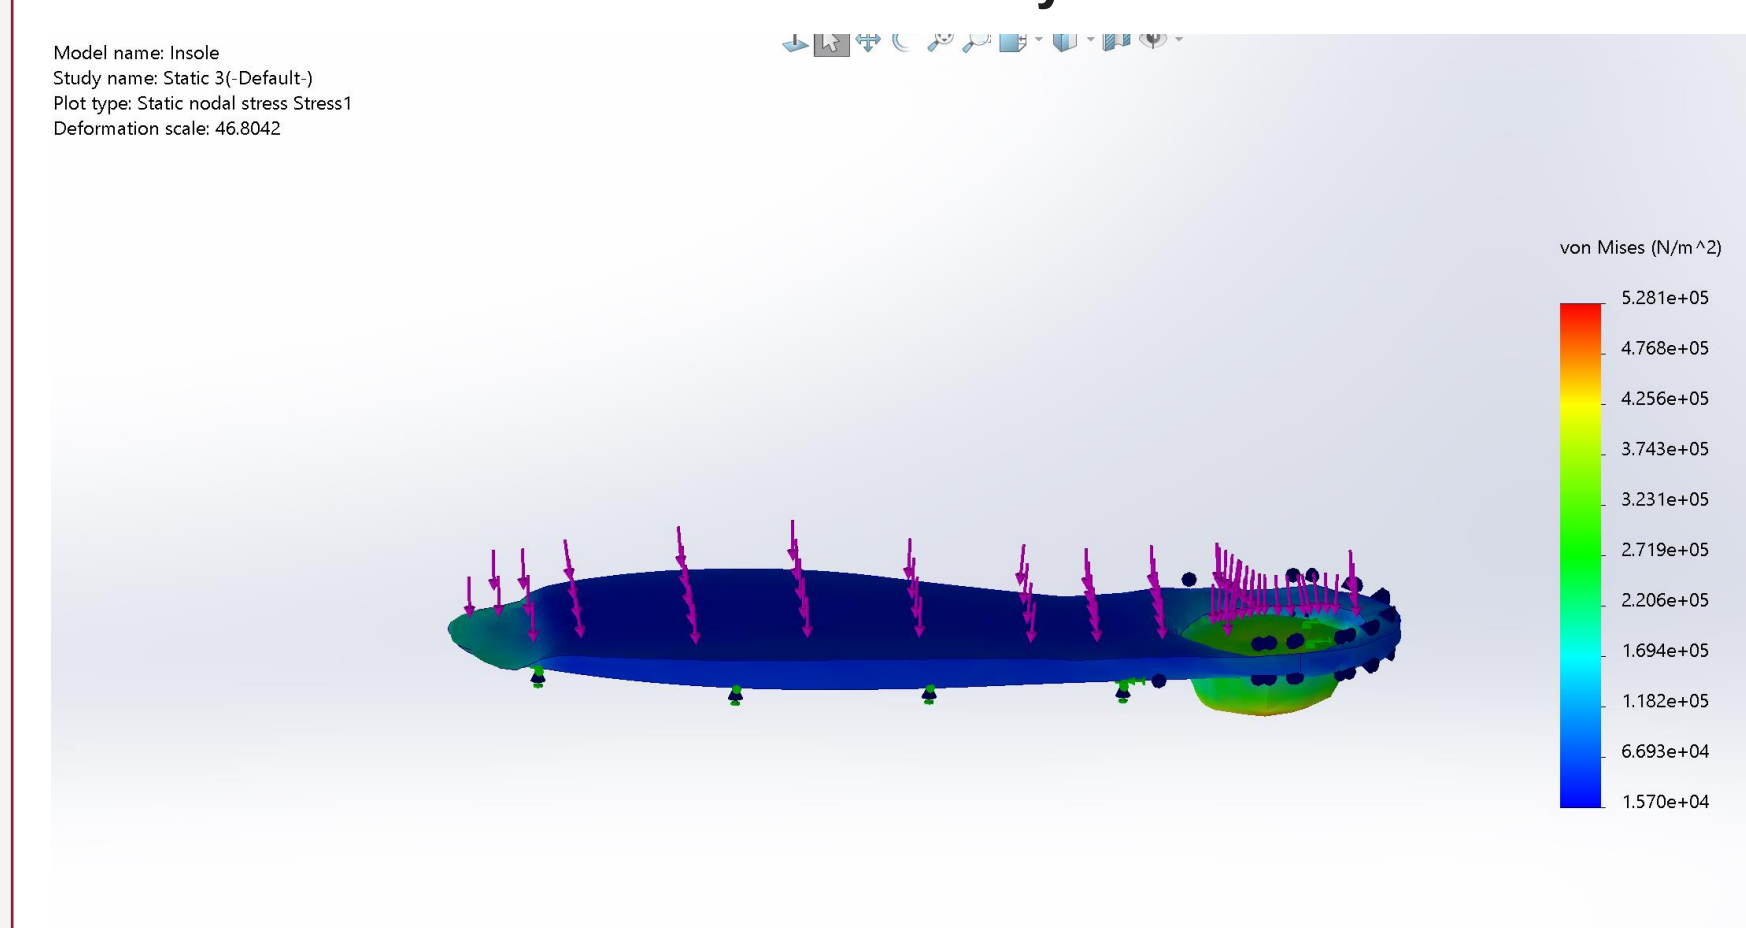 Model name: Insole
Study name: Static 3(-Default-)
Plot type: Static nodal stress Stress1
Deformation scale: 46.8042
von Mises (N/m^2)
5.281e+05
4.768e+05
4.256e+05
3.743e+05
3.231e+05
2.719e+05
2.206e+05
1.694e+05
1.182e+05
6.693e+04
1.570e+04